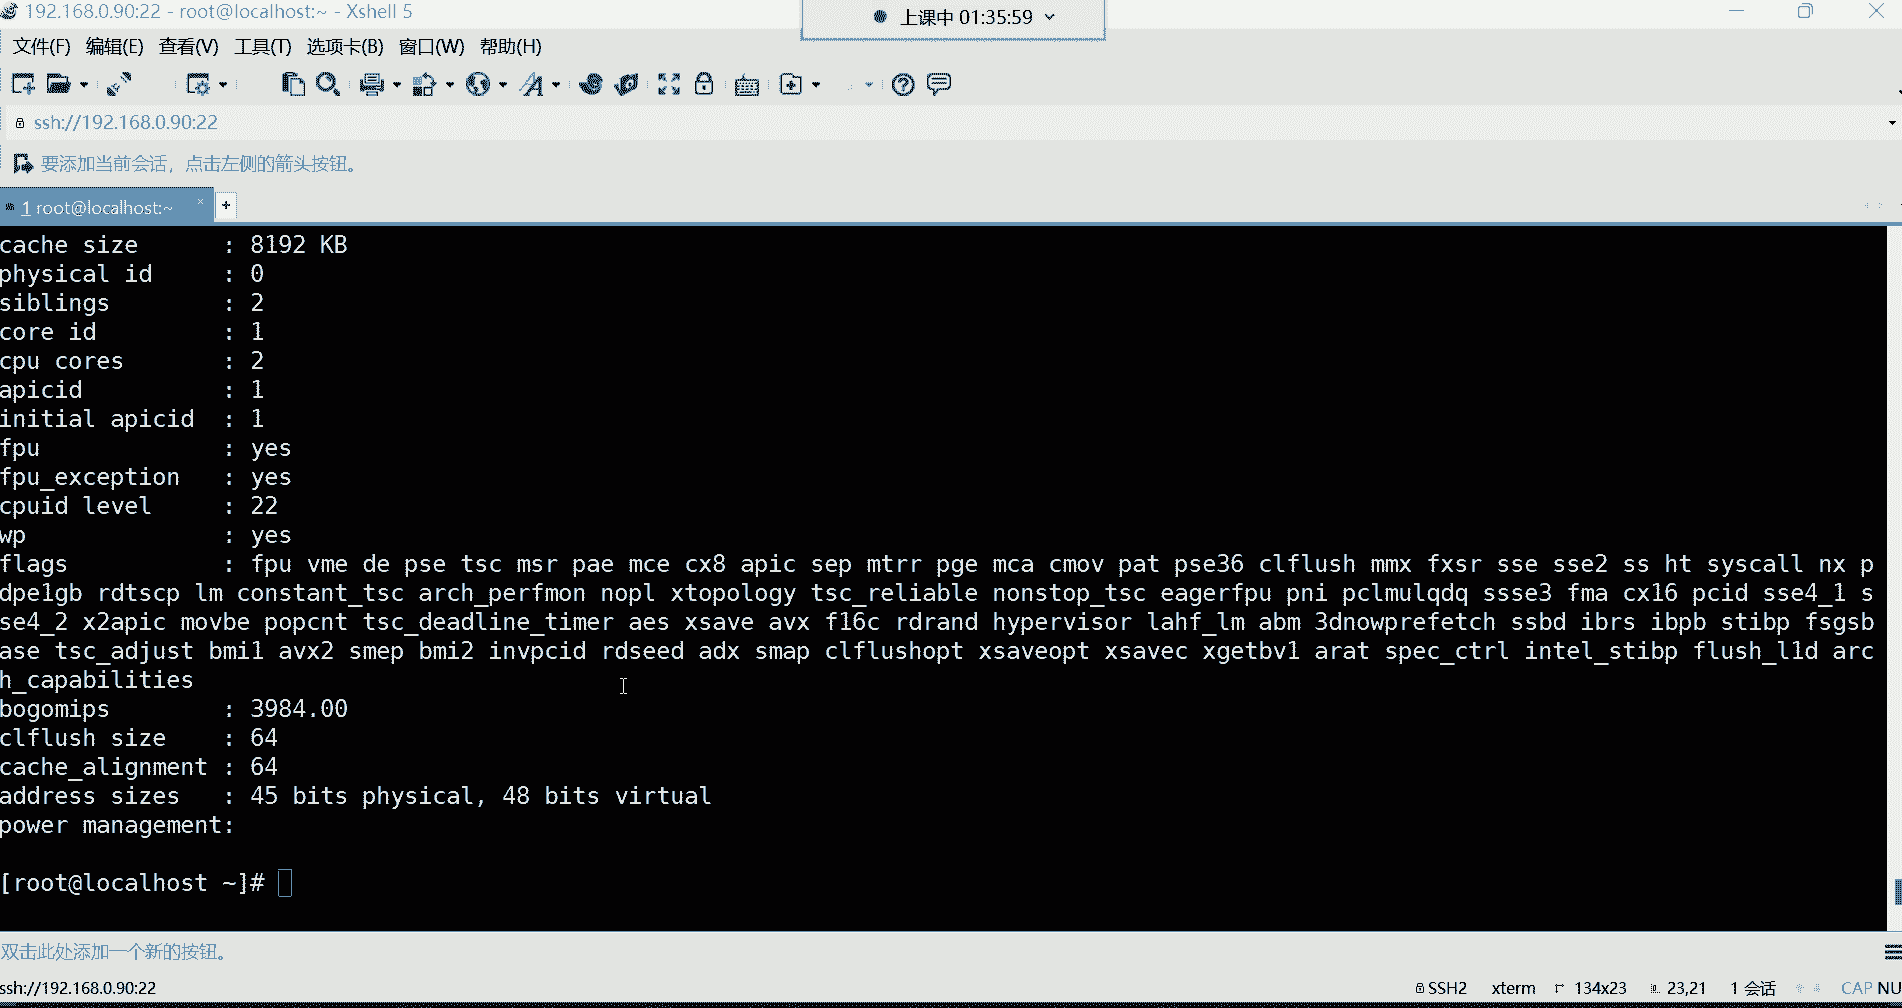 192.168.0.90:22 - root@localhost:~ - Xshell 5
上课中 01:35:59
文件(F) 编辑(E) 查看(V) 工具(T) 选项卡(B) 窗口(W) 帮助(H)
ssh://192.168.0.90:22
要添加当前会话，点击左侧的箭头按钮。
1 root@localhost:~ × +
cache size : 8192 KB
physical id : 0
siblings : 2
core id : 1
cpu cores : 2
apicid : 1
initial apicid : 1
fpu : yes
fpu_exception : yes
cpuid level : 22
wp : yes
flags : fpu vme de pse tsc msr pae mce cx8 apic sep mtrr pge mca cmov pat pse36 clflush mmx fxsr sse sse2 ss ht syscall nx p
dpe1gb rdtscp lm constant_tsc arch_perfmon nopl xtopology tsc_reliable nonstop_tsc eagerfpu pni pclmulqdq ssse3 fma cx16 pcid sse4_1 s
se4_2 x2apic movbe popcnt tsc_deadline_timer aes xsave avx f16c rdrand hypervisor lahf_lm abm 3dnowprefetch ssbd ibrs ibpb stibp fsgsb
ase tsc_adjust bmi1 avx2 smep bmi2 invpcid rdseed adx smap clflushopt xsaveopt xsavec xgetbv1 arat spec_ctrl intel_stibp flush_l1d arc
h_capabilities
bogomips : 3984.00
clflush size : 64
cache_alignment : 64
address sizes : 45 bits physical, 48 bits virtual
power management:
[root@localhost ~]#
双击此处添加一个新的按钮。
ssh://192.168.0.90:22 SSH2 xterm 134x23 23,21 1 会话 CAP NU